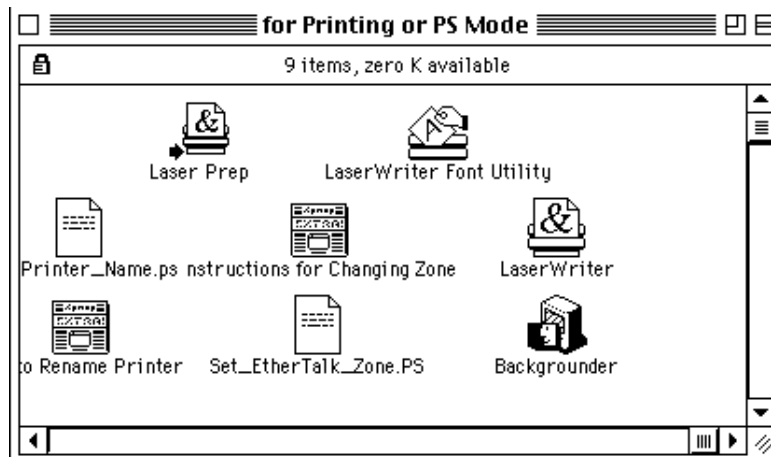 for Printing or PS Mode
9 items, zero K available
Laser Prep
LaserWriter Font Utility
Printer_Name.ps
nstructions for Changing Zone
LaserWriter
to Rename Printer
Set_EtherTalk_Zone.PS
Backgrounder